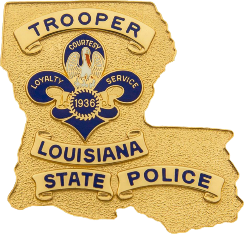 TROOPER
COURTESY
LOYALTY SERVICE
1936
LOUISIANA
STATE POLICE